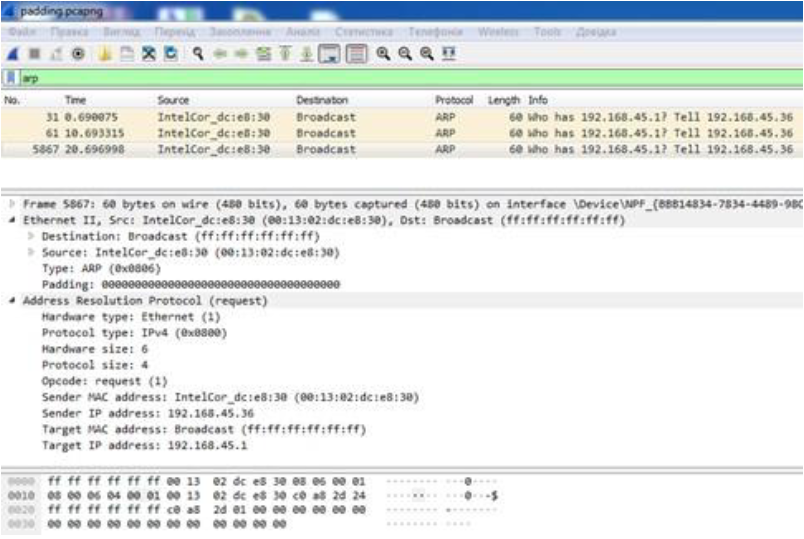 padding.pcapng
Файл Правка Вигляд Перехід Захоплення Аналіз Статистика Телефонія Wireless Tools Довідка
arp
No. Time Source Destination Protocol Length Info
31 0.690075 IntelCor_dc:e8:30 Broadcast ARP 60 Who has 192.168.45.1? Tell 192.168.45.36
61 10.693315 IntelCor_dc:e8:30 Broadcast ARP 60 Who has 192.168.45.1? Tell 192.168.45.36
5867 20.696998 IntelCor_dc:e8:30 Broadcast ARP 60 Who has 192.168.45.1? Tell 192.168.45.36
Frame 5867: 60 bytes on wire (480 bits), 60 bytes captured (480 bits) on interface \Device\NPF_{BB814834-7834-4489-98C
Ethernet II, Src: IntelCor_dc:e8:30 (00:13:02:dc:e8:30), Dst: Broadcast (ff:ff:ff:ff:ff:ff)
Destination: Broadcast (ff:ff:ff:ff:ff:ff)
Source: IntelCor_dc:e8:30 (00:13:02:dc:e8:30)
Type: ARP (0x0806)
Padding: 000000000000000000000000000000000000
Address Resolution Protocol (request)
Hardware type: Ethernet (1)
Protocol type: IPv4 (0x0800)
Hardware size: 6
Protocol size: 4
Opcode: request (1)
Sender MAC address: IntelCor_dc:e8:30 (00:13:02:dc:e8:30)
Sender IP address: 192.168.45.36
Target MAC address: Broadcast (ff:ff:ff:ff:ff:ff)
Target IP address: 192.168.45.1
0000 ff ff ff ff ff ff 00 13 02 dc e8 30 08 06 00 01 ········ ···0····
0010 08 00 06 04 00 01 00 13 02 dc e8 30 c0 a8 2d 24 ········ ···0··-$
0020 ff ff ff ff ff ff c0 a8 2d 01 00 00 00 00 00 00 ········ -·······
0030 00 00 00 00 00 00 00 00 00 00 00 00 ········ ····